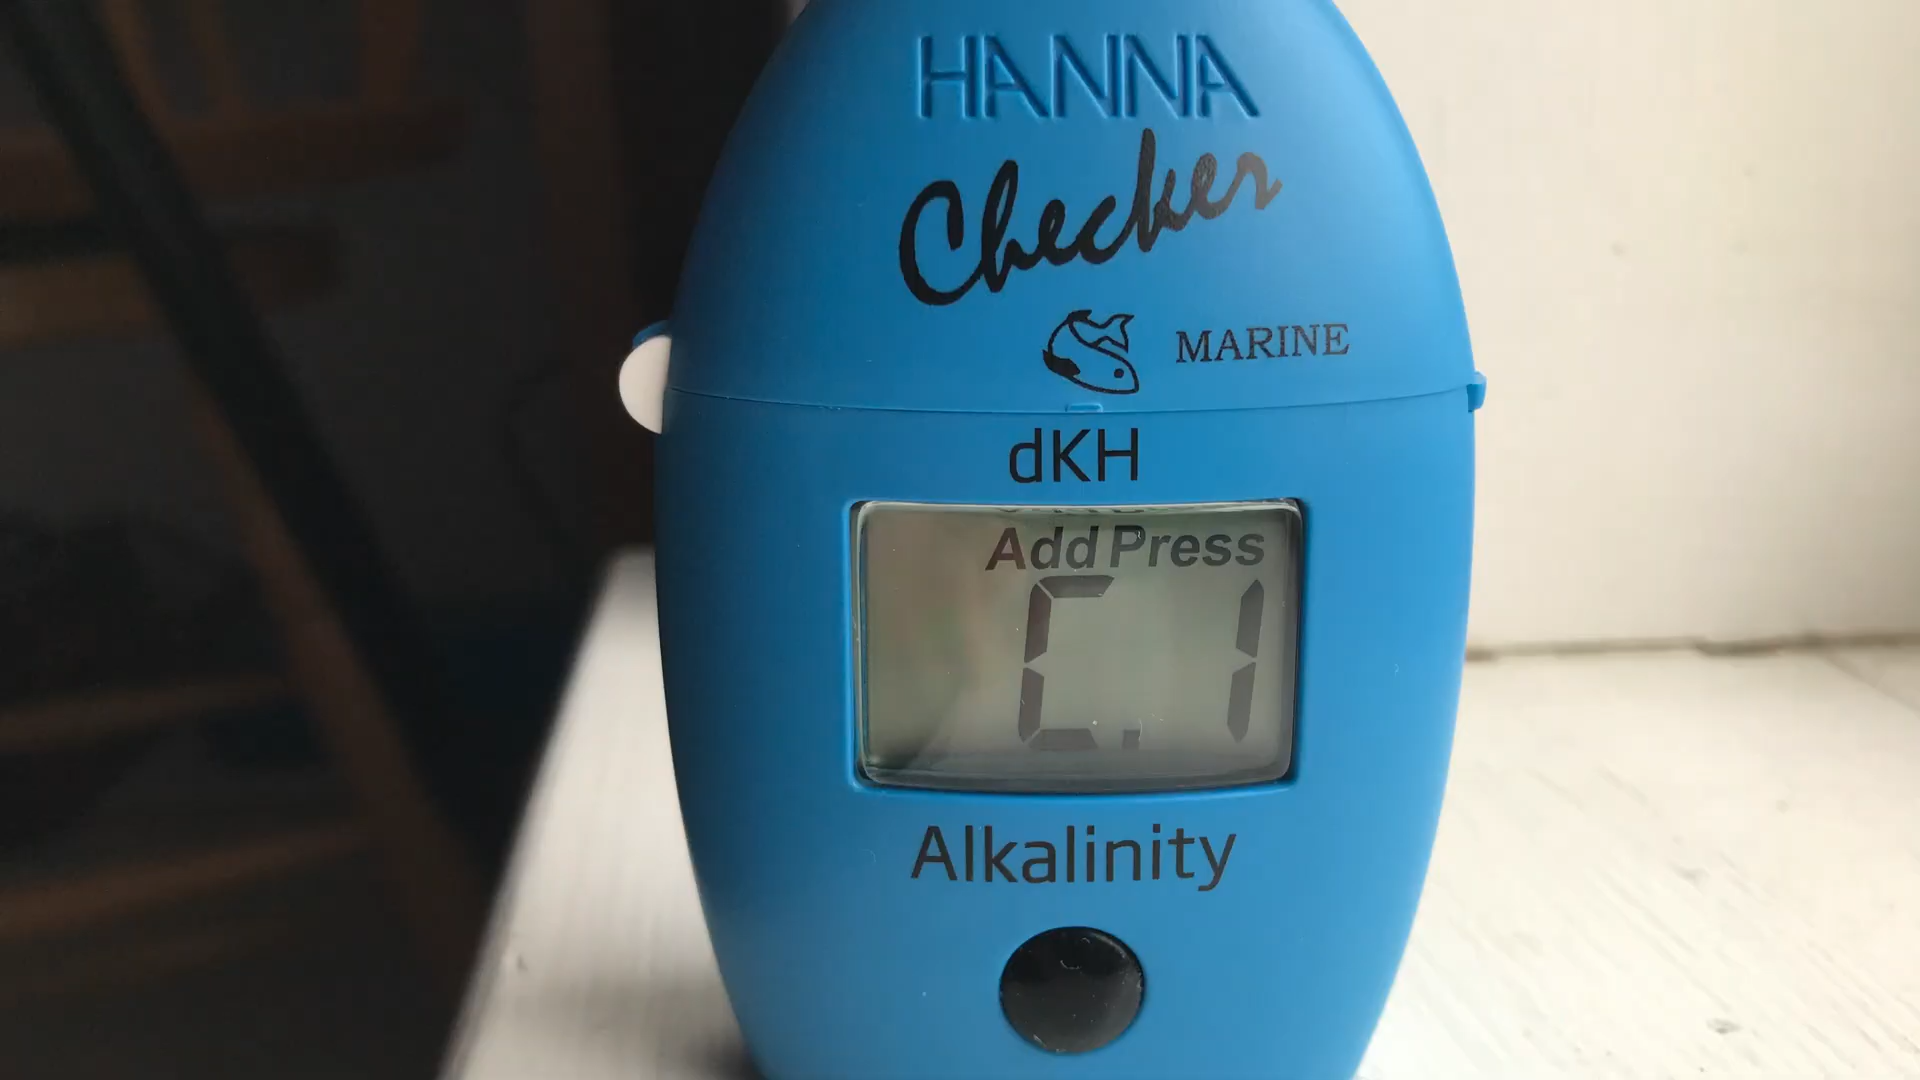 HANNA
Checker
MARINE
dKH
Add Press
C.1
Alkalinity